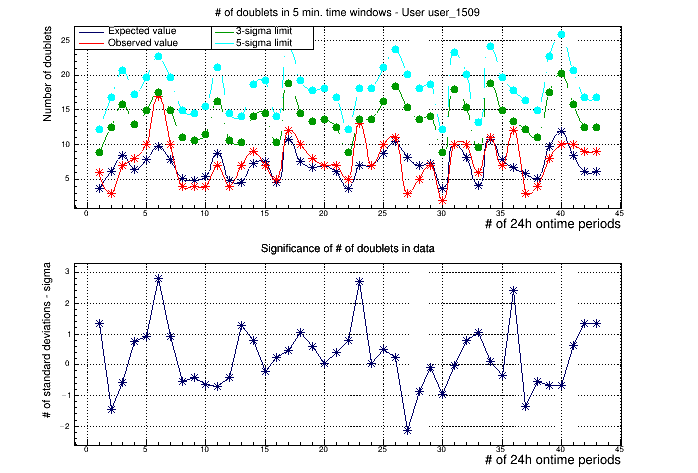 # of doublets in 5 min. time windows - User user_1509
Number of doublets
Expected value
Observed value
3-sigma limit
5-sigma limit
25
20
15
10
5
0 5 10 15 20 25 30 35 40 45
# of 24h ontime periods
Significance of # of doublets in data
# of standard deviations - sigma
3
2
1
0
−1
−2
0 5 10 15 20 25 30 35 40 45
# of 24h ontime periods